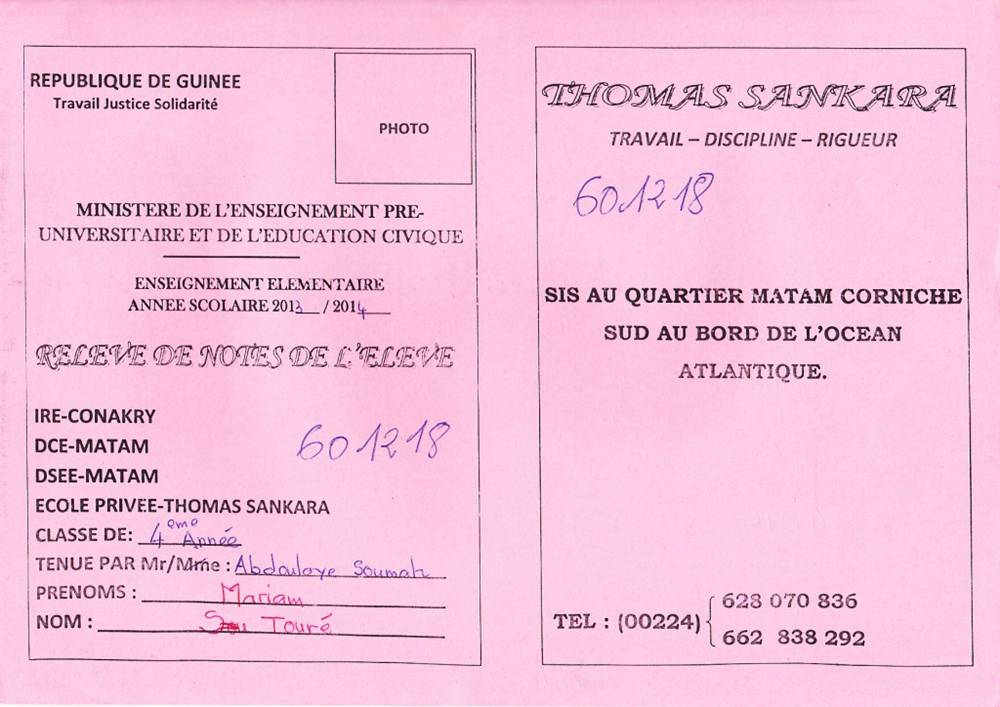 REPUBLIQUE DE GUINEE
Travail Justice Solidarité
PHOTO
MINISTERE DE L'ENSEIGNEMENT PRE-
UNIVERSITAIRE ET DE L'EDUCATION CIVIQUE
ENSEIGNEMENT ELEMENTAIRE
ANNEE SCOLAIRE 2013 / 2014
RELEVE DE NOTES DE L'ELEVE
IRE-CONAKRY
601218
DCE-MATAM
DSEE-MATAM
ECOLE PRIVEE-THOMAS SANKARA
CLASSE DE: 4eme Année
TENUE PAR Mr/Mme : Abdoulaye Soumah
PRENOMS : Mariam
NOM : Touré
THOMAS SANKARA
TRAVAIL – DISCIPLINE – RIGUEUR
601218
SIS AU QUARTIER MATAM CORNICHE
SUD AU BORD DE L'OCEAN
ATLANTIQUE.
TEL : (00224)
628 070 836
662 838 292